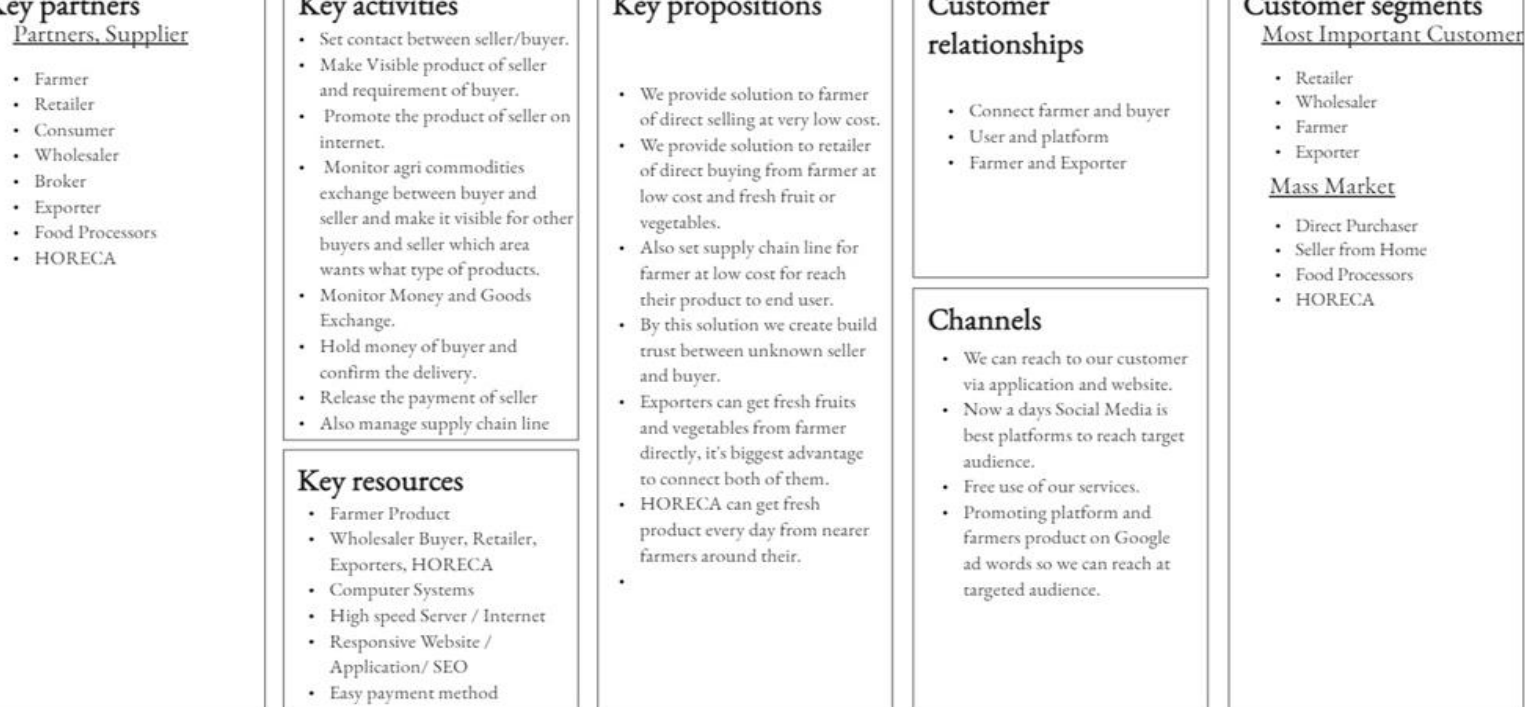 Key partners
Partners, Supplier
• Farmer
• Retailer
• Consumer
• Wholesaler
• Broker
• Exporter
• Food Processors
• HORECA
Key activities
• Set contact between seller/buyer.
• Make Visible product of seller
and requirement of buyer.
• Promote the product of seller on
internet.
• Monitor agri commodities
exchange between buyer and
seller and make it visible for other
buyers and seller which area
wants what type of products.
• Monitor Money and Goods
Exchange.
• Hold money of buyer and
confirm the delivery.
• Release the payment of seller
• Also manage supply chain line
Key resources
• Farmer Product
• Wholesaler Buyer, Retailer,
Exporters, HORECA
• Computer Systems
• High speed Server / Internet
• Responsive Website /
Application/ SEO
• Easy payment method
Key propositions
• We provide solution to farmer
of direct selling at very low cost.
• We provide solution to retailer
of direct buying from farmer at
low cost and fresh fruit or
vegetables.
• Also set supply chain line for
farmer at low cost for reach
their product to end user.
• By this solution we create build
trust between unknown seller
and buyer.
• Exporters can get fresh fruits
and vegetables from farmer
directly, it's biggest advantage
to connect both of them.
• HORECA can get fresh
product every day from nearer
farmers around their.
•
Customer
relationships
• Connect farmer and buyer
• User and platform
• Farmer and Exporter
Channels
• We can reach to our customer
via application and website.
• Now a days Social Media is
best platforms to reach target
audience.
• Free use of our services.
• Promoting platform and
farmers product on Google
ad words so we can reach at
targeted audience.
Customer segments
Most Important Customer
• Retailer
• Wholesaler
• Farmer
• Exporter
Mass Market
• Direct Purchaser
• Seller from Home
• Food Processors
• HORECA